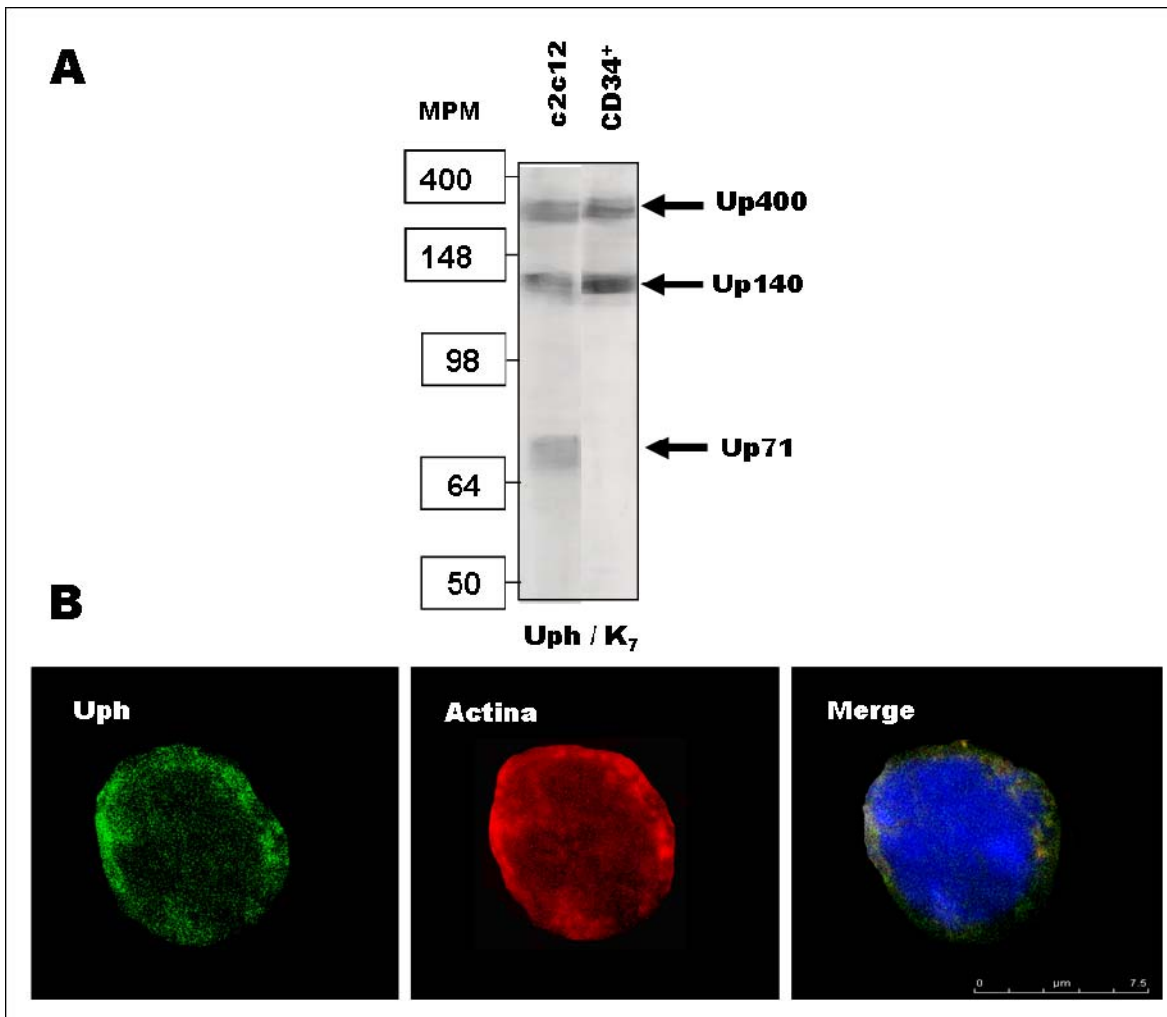 A
MPM
c2c12
CD34⁺
400
148
98
64
50
Up400
Up140
Up71
Uph / K₇
B
Uph
Actina
Merge
0 µm 7.5